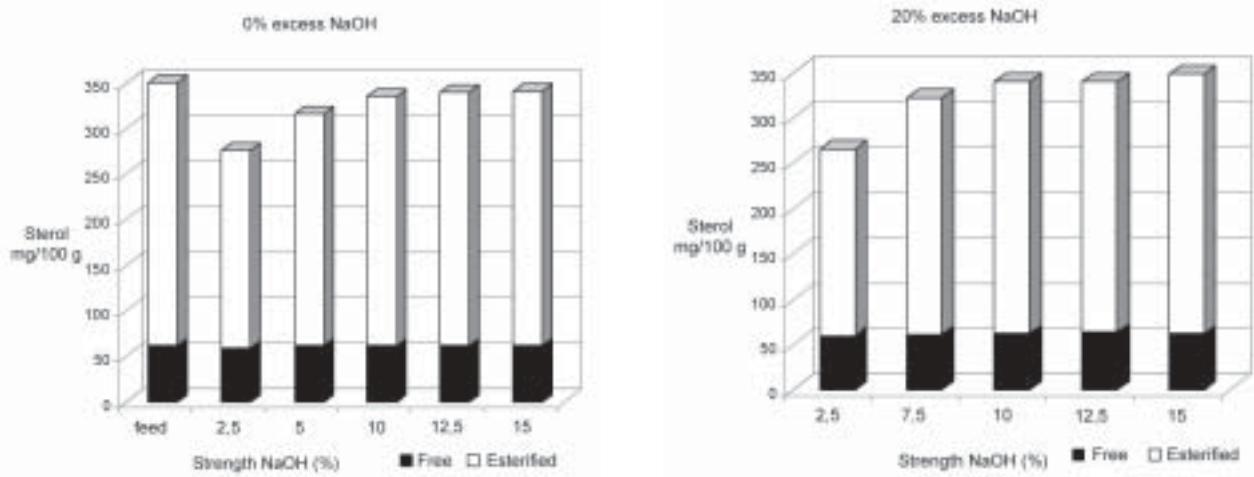 0% excess NaOH
350
300
250
200
150
100
50
0
Sterol
mg/100 g
feed 2,5 5 10 12,5 15
Strength NaOH (%)
Free Esterified
20% excess NaOH
350
300
250
200
150
100
50
0
Sterol
mg/100 g
2,5 7,5 10 12,5 15
Strength NaOH (%)
Free Esterified